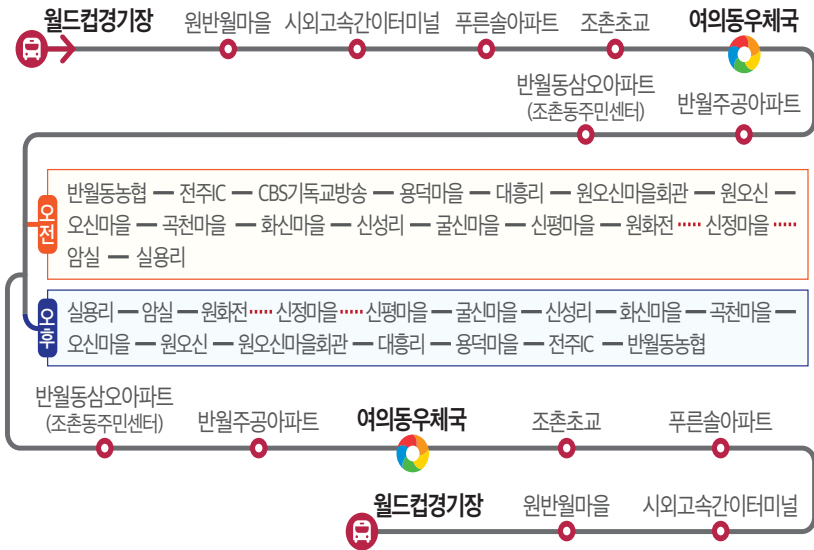 월드컵경기장 원반월마을 시외고속간이터미널 푸른솔아파트 조촌초교 여의동우체국
반월동삼오아파트
(조촌동주민센터)
반월주공아파트
오전
반월동농협 — 전주IC — CBS기독교방송 — 용덕마을 — 대흥리 — 원오신마을회관 — 원오신 —
오신마을 — 곡천마을 — 화신마을 — 신성리 — 굴신마을 — 신평마을 — 원화전 ····· 신정마을 ·····
암실 — 실용리
오후
실용리 — 암실 — 원화전 ····· 신정마을 ····· 신평마을 — 굴신마을 — 신성리 — 화신마을 — 곡천마을 —
오신마을 — 원오신 — 원오신마을회관 — 대흥리 — 용덕마을 — 전주IC — 반월동농협
반월동삼오아파트
(조촌동주민센터)
반월주공아파트 여의동우체국 조촌초교 푸른솔아파트
월드컵경기장 원반월마을 시외고속간이터미널